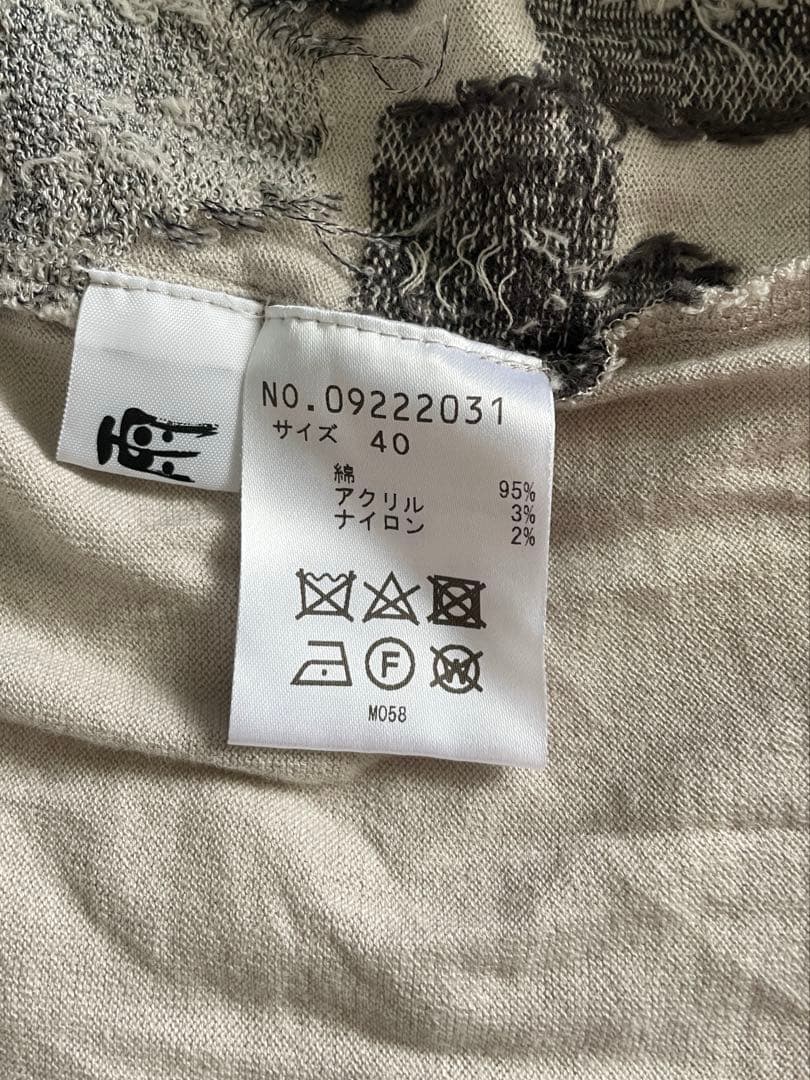 NO.09222031
サイズ 40
綿 95%
アクリル 3%
ナイロン 2%
F
W
M058